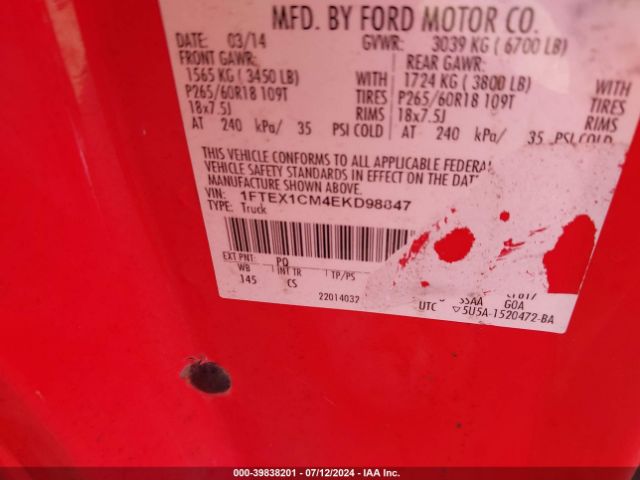 MFD. BY FORD MOTOR CO.
DATE: 03/14 GVWR: 3039 KG ( 6700 LB)
FRONT GAWR: REAR GAWR:
1565 KG ( 3450 LB) WITH 1724 KG ( 3800 LB) WITH
P265/60R18 109T TIRES P265/60R18 109T TIRES
18x7.5J RIMS 18x7.5J RIMS
AT 240 kPa/ 35 PSI COLD AT 240 kPa/ 35 PSI COLD
THIS VEHICLE CONFORMS TO ALL APPLICABLE FEDERAL
VEHICLE SAFETY STANDARDS IN EFFECT ON THE DATE
MANUFACTURE SHOWN ABOVE.
VIN: 1FTEX1CM4EKD98847
TYPE: Truck
EXT PNT: PQ
WB INT TR TP/PS
145 CS
22014032
SSAA GOA
UTC ▽5U5A-1520472-BA
000-39838201 - 07/12/2024 - IAA Inc.